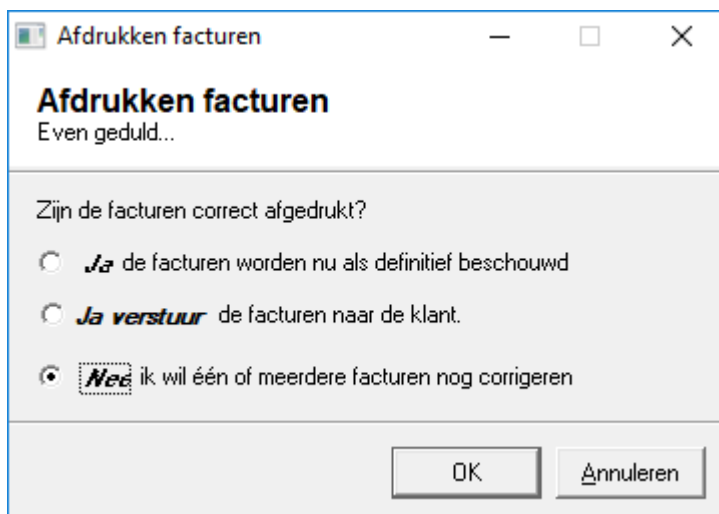 Afdrukken facturen
Afdrukken facturen
Even geduld...
Zijn de facturen correct afgedrukt?
Ja de facturen worden nu als definitief beschouwd
Ja verstuur de facturen naar de klant.
Neé ik wil één of meerdere facturen nog corrigeren
OK
Annuleren